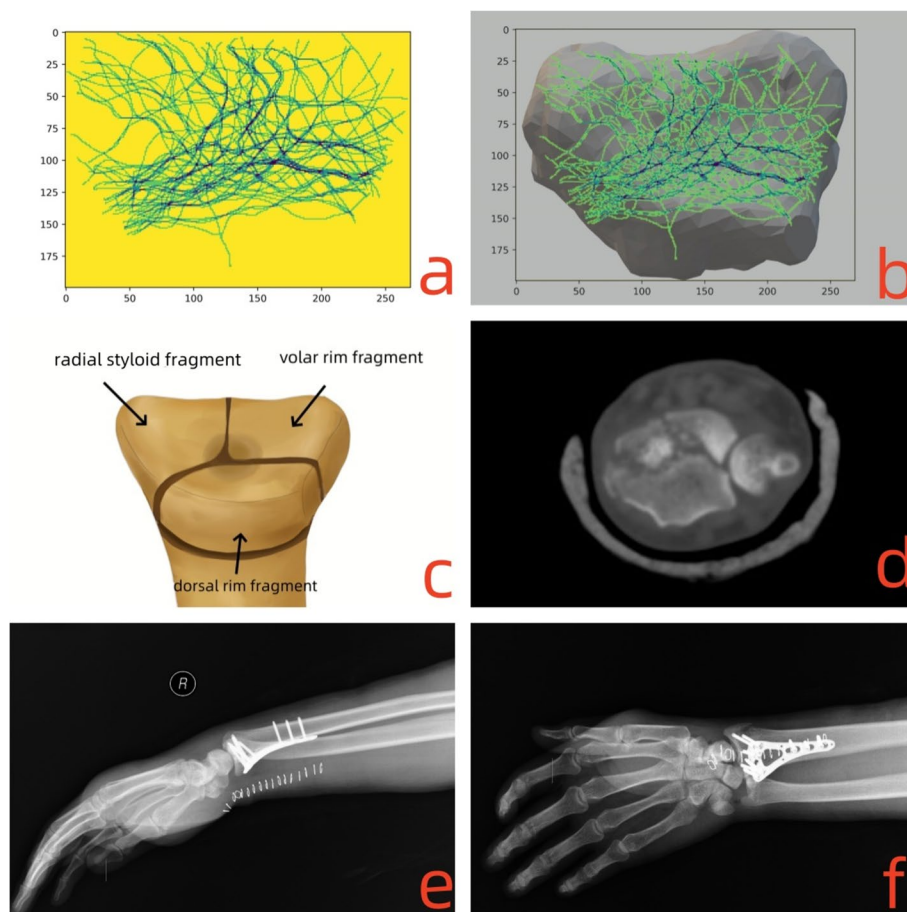 0
25
50
75
100
125
150
175
0 50 100 150 200 250
a
0
25
50
75
100
125
150
175
0 50 100 150 200 250
b
radial styloid fragment
volar rim fragment
dorsal rim fragment
c
d
R
e
f